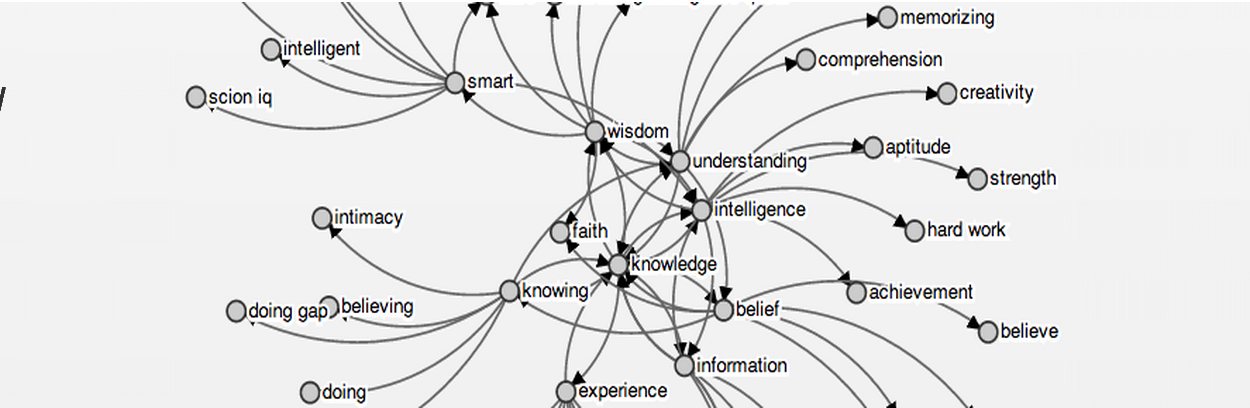 memorizing
intelligent
comprehension
smart
scion iq
creativity
wisdom
aptitude
understanding
strength
intelligence
intimacy
faith
hard work
knowledge
knowing
achievement
believing
doing gap
belief
believe
information
doing
experience